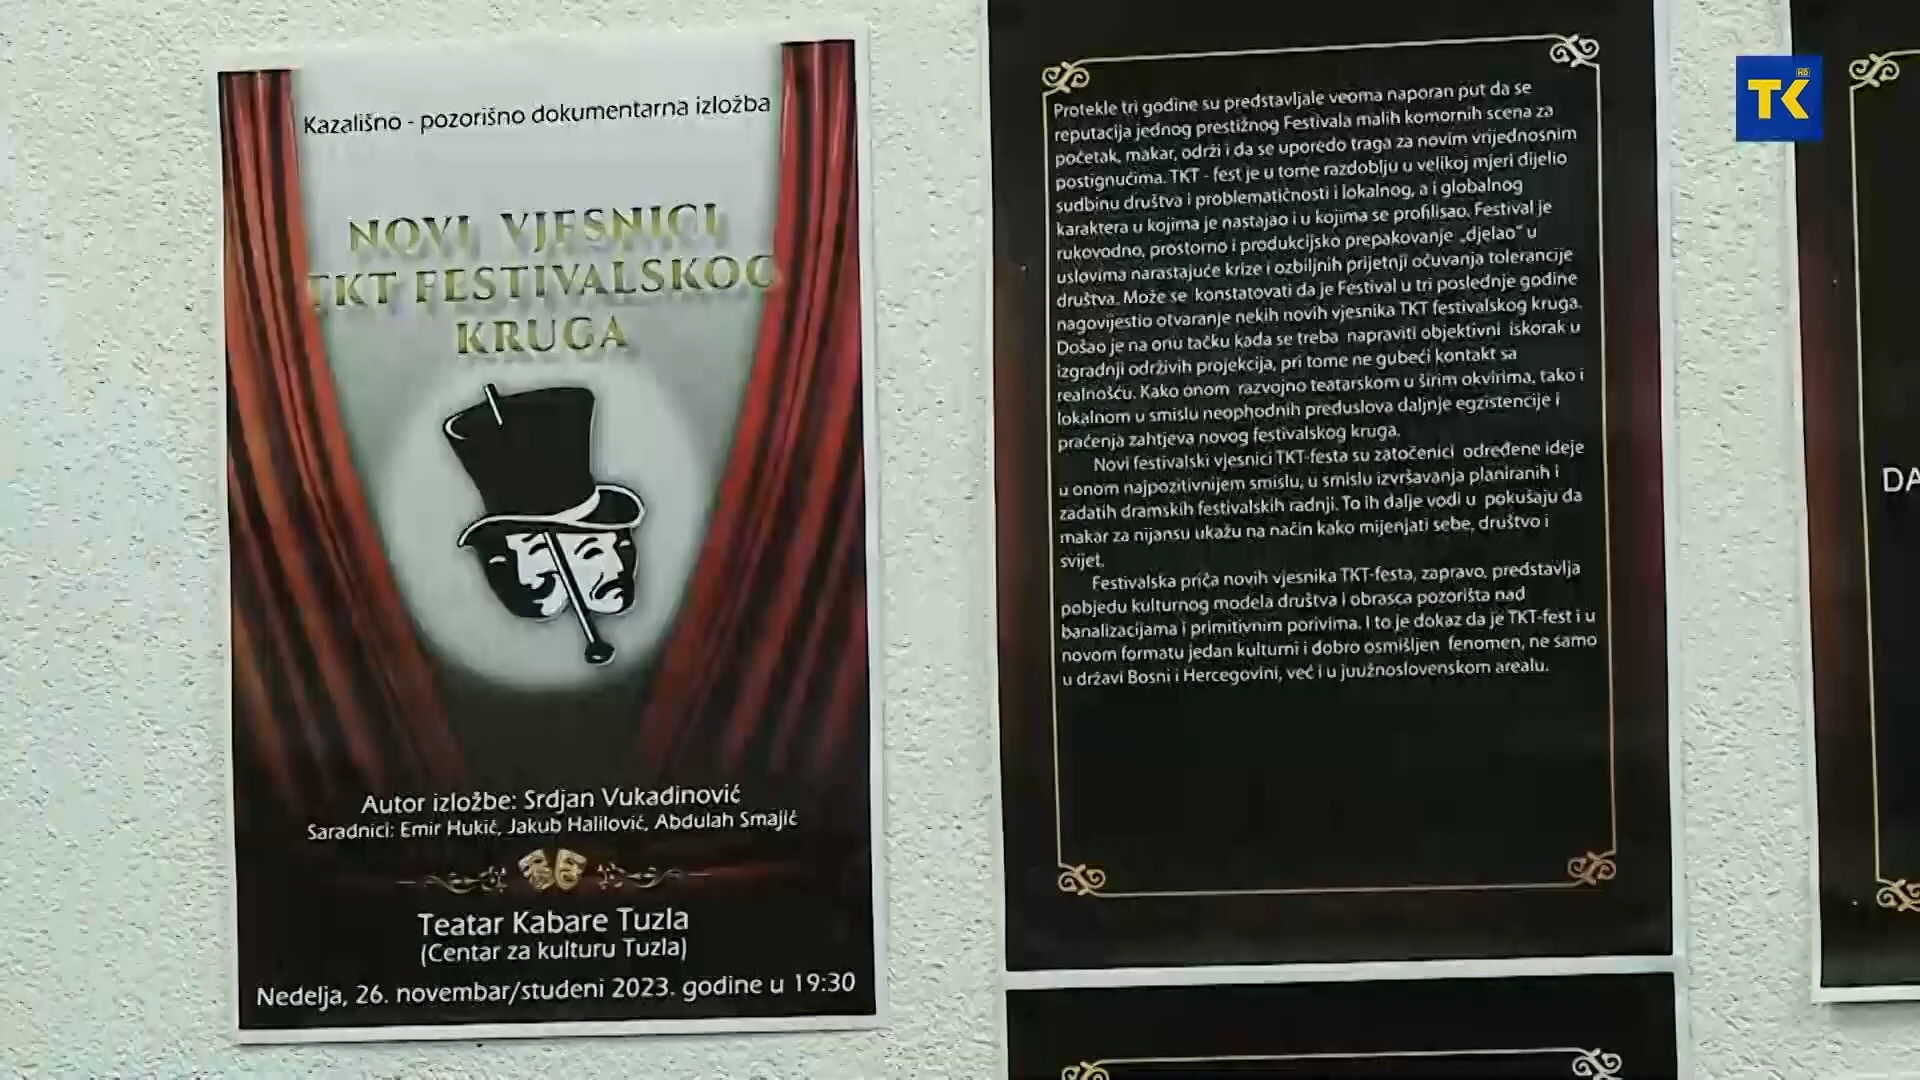 Kazališno - pozorišno dokumentarna izložba
NOVI VJESNICI
TKT FESTIVALSKOG
KRUGA
Autor izložbe: Srdjan Vukadinović
Saradnici: Emir Hukić, Jakub Halilović, Abdulah Smajić
Teatar Kabare Tuzla
(Centar za kulturu Tuzla)
Nedelja, 26. novembar/studeni 2023. godine u 19:30
Protekle tri godine su predstavljale veoma naporan put da se
reputacija jednog prestižnog Festivala malih komornih scena za
početak, makar, održi i da se uporedo traga za novim vrijednosnim
postignućima. TKT - fest je u tome razdoblju u velikoj mjeri dijelio
sudbinu društva i problematičnosti i lokalnog, a i globalnog
karaktera u kojima je nastajao i u kojima se profilisao. Festival je
rukovodno, prostorno i produkcijsko prepakovanje „djelao“ u
uslovima narastajuće krize i ozbiljnih prijetnji očuvanja tolerancije
društva. Može se konstatovati da je Festival u tri poslednje godine
nagovijestio otvaranje nekih novih vjesnika TKT festivalskog kruga.
Došao je na onu tačku kada se treba napraviti objektivni iskorak u
izgradnji održivih projekcija, pri tome ne gubeći kontakt sa
realnošću. Kako onom razvojno teatarskom u širim okvirima, tako i
lokalnom u smislu neophodnih preduslova daljnje egzistencije i
praćenja zahtjeva novog festivalskog kruga.
Novi festivalski vjesnici TKT-festa su zatočenici određene ideje
u onom najpozitivnijem smislu, u smislu izvršavanja planiranih i
zadatih dramskih festivalskih radnji. To ih dalje vodi u pokušaju da
makar za nijansu ukažu na način kako mijenjati sebe, društvo i
svijet.
Festivalska priča novih vjesnika TKT-festa, zapravo, predstavlja
pobjedu kulturnog modela društva i obrasca pozorišta nad
banalizacijama i primitivnim porivima. I to je dokaz da je TKT-fest i u
novom formatu jedan kulturni i dobro osmišljen fenomen, ne samo
u državi Bosni i Hercegovini, već i u juužnoslovenskom arealu.
TK HD
DA